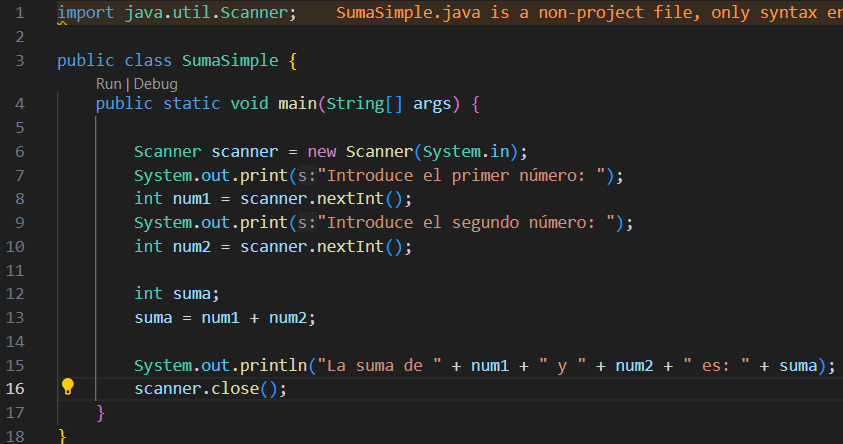 1 import java.util.Scanner; SumaSimple.java is a non-project file, only syntax er
2
3 public class SumaSimple {
Run | Debug
4 public static void main(String[] args) {
5
6 Scanner scanner = new Scanner(System.in);
7 System.out.print(s:"Introduce el primer número: ");
8 int num1 = scanner.nextInt();
9 System.out.print(s:"Introduce el segundo número: ");
10 int num2 = scanner.nextInt();
11
12 int suma;
13 suma = num1 + num2;
14
15 System.out.println("La suma de " + num1 + " y " + num2 + " es: " + suma);
16 scanner.close();
17 }
18 }